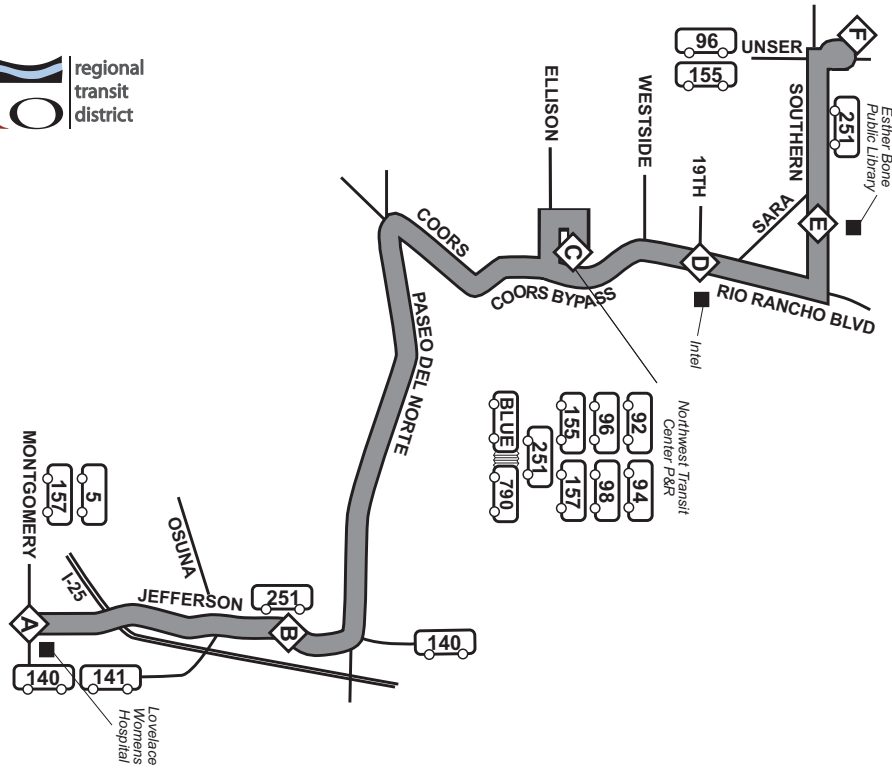 regional
transit
district
F
96
UNSER
155
SOUTHERN
251
Esther Bone
Public Library
ELLISON
WESTSIDE
19TH
SARA
E
COORS
C
D
COORS BYPASS
RIO RANCHO BLVD
Intel
PASEO DEL NORTE
Northwest Transit
Center P&R
92
94
96
98
155
157
251
BLUE
790
MONTGOMERY
5
157
OSUNA
I-25
JEFFERSON
251
A
B
140
140
141
Lovelace
Womens
Hospital